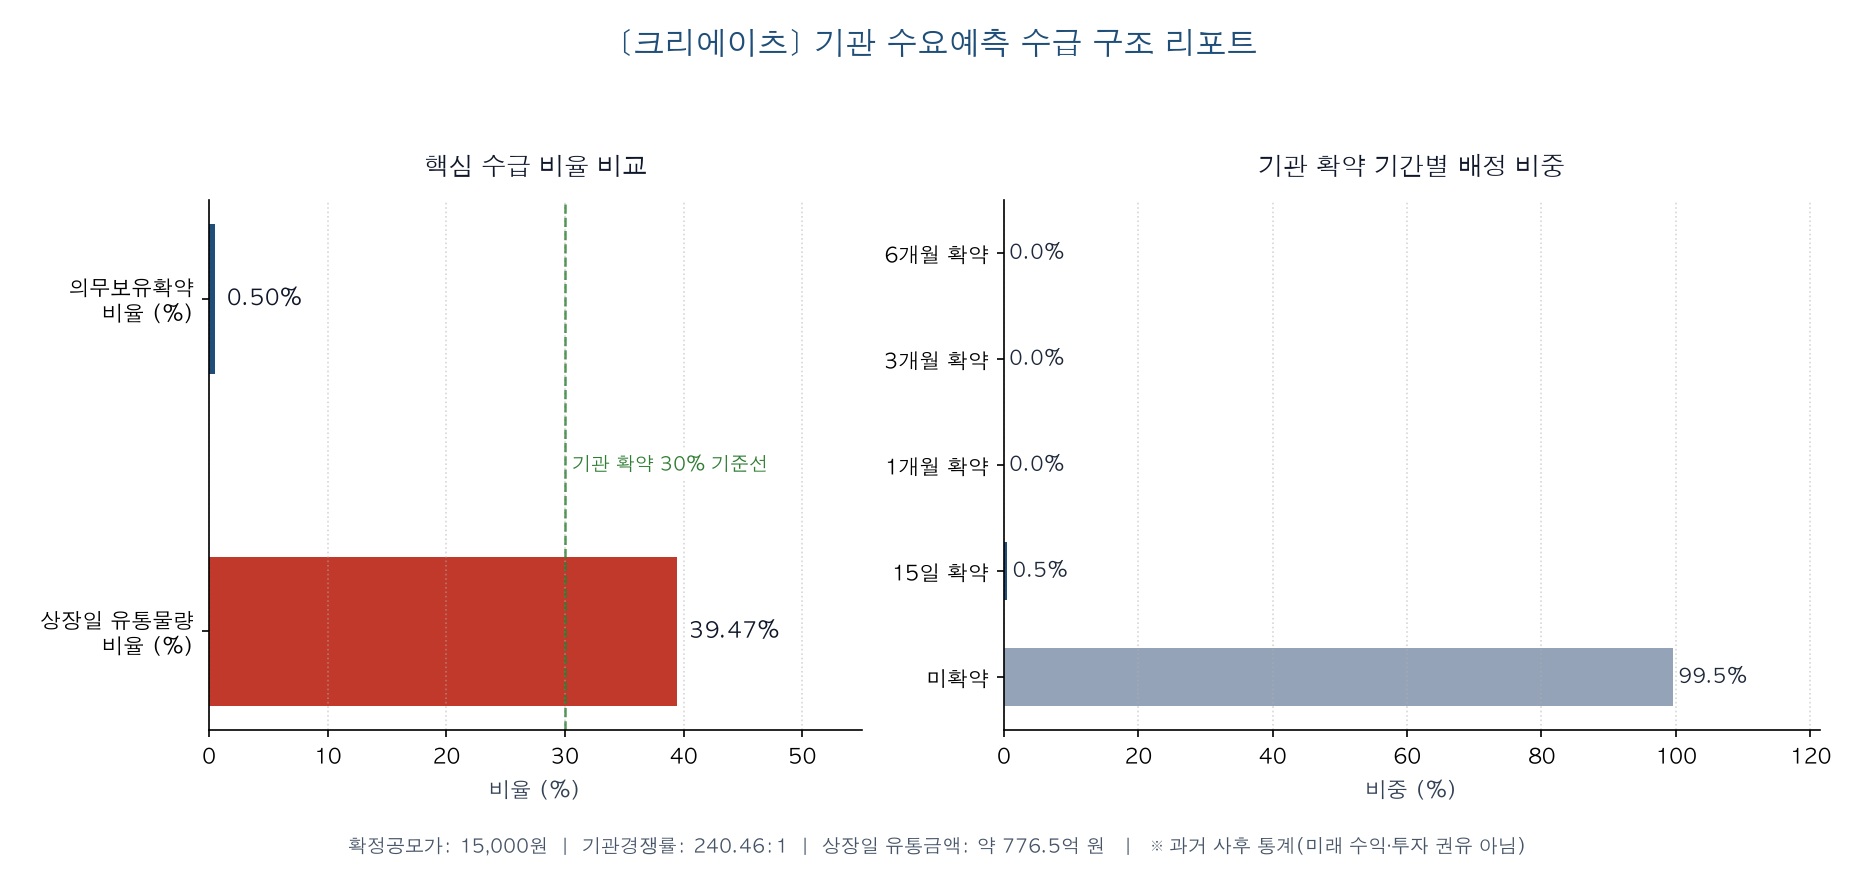 〔크리에이츠〕 기관 수요예측 수급 구조 리포트
핵심 수급 비율 비교
의무보유확약
비율 (%)
0.50%
기관 확약 30% 기준선
상장일 유통물량
비율 (%)
39.47%
0 10 20 30 40 50
비율 (%)
기관 확약 기간별 배정 비중
6개월 확약 0.0%
3개월 확약 0.0%
1개월 확약 0.0%
15일 확약 0.5%
미확약 99.5%
0 20 40 60 80 100 120
비중 (%)
확정공모가: 15,000원 | 기관경쟁률: 240.46:1 | 상장일 유통금액: 약 776.5억 원 | ※ 과거 사후 통계(미래 수익·투자 권유 아님)